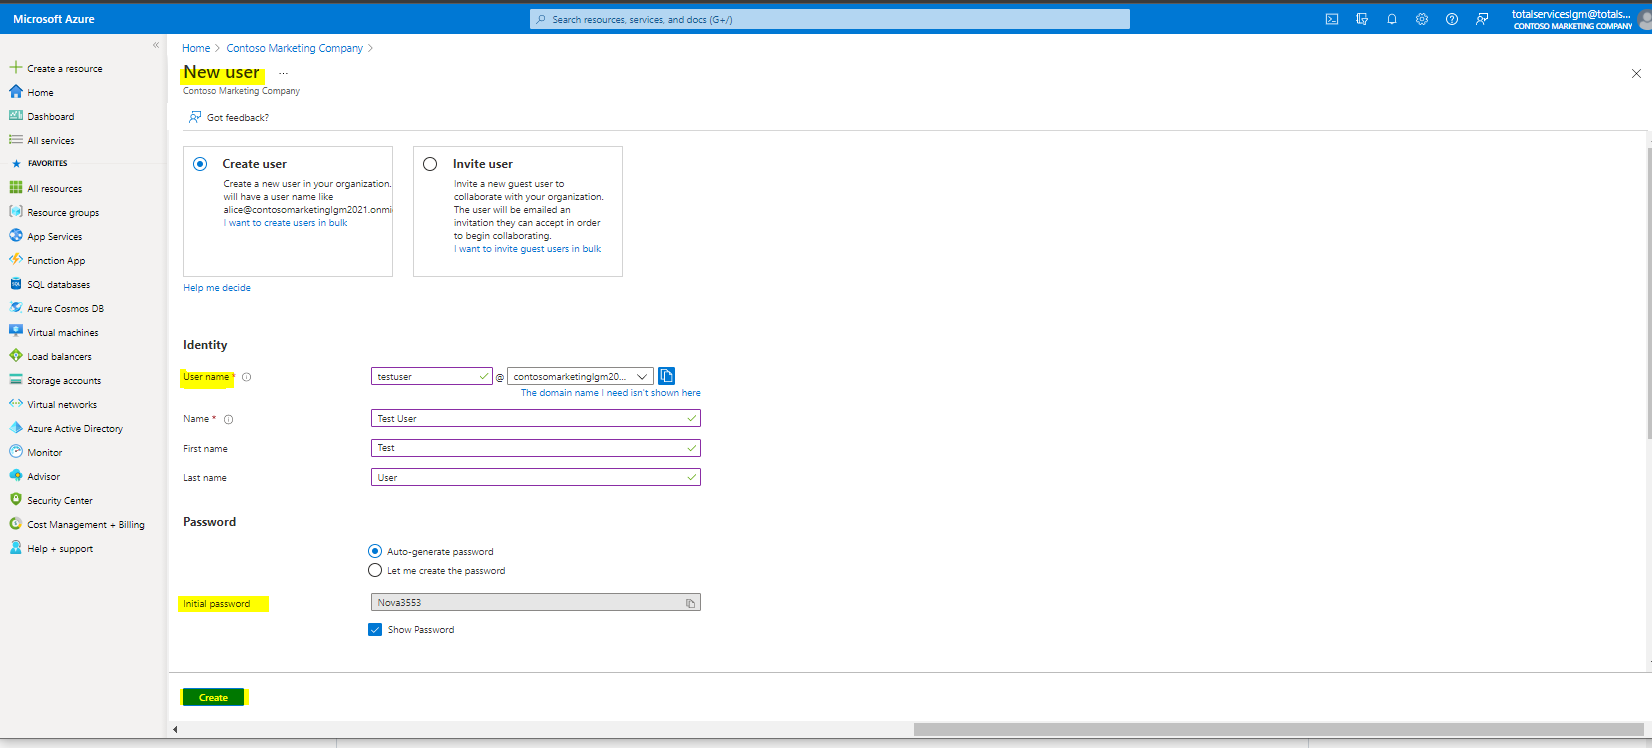 Microsoft Azure
Search resources, services, and docs (G+/)
totalserviceslgm@totals...
CONTOSO MARKETING COMPANY
«
Create a resource
Home
Dashboard
All services
FAVORITES
All resources
Resource groups
App Services
Function App
SQL databases
Azure Cosmos DB
Virtual machines
Load balancers
Storage accounts
Virtual networks
Azure Active Directory
Monitor
Advisor
Security Center
Cost Management + Billing
Help + support
Home > Contoso Marketing Company >
New user ...
Contoso Marketing Company
Got feedback?
Create user
Create a new user in your organization.
will have a user name like
alice@contosomarketinglgm2021.onmi
I want to create users in bulk
Invite user
Invite a new guest user to
collaborate with your organization.
The user will be emailed an
invitation they can accept in order
to begin collaborating.
I want to invite guest users in bulk
Help me decide
Identity
User name * testuser @ contosomarketinglgm20...
The domain name I need isn't shown here
Name * Test User
First name Test
Last name User
Password
Auto-generate password
Let me create the password
Initial password Nova3553
Show Password
Create